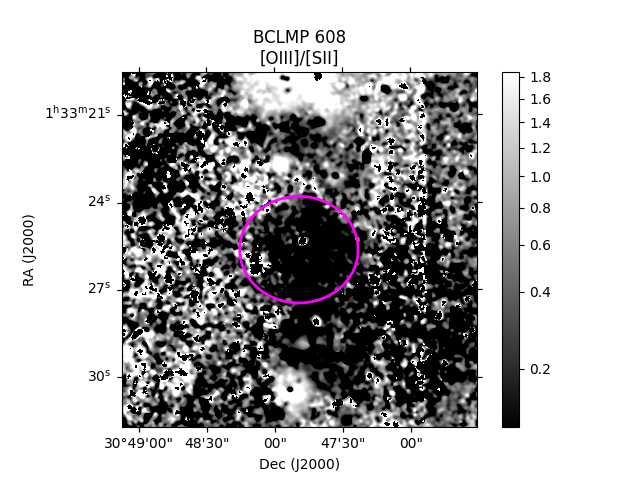 BCLMP 608
[OIII]/[SII]
1ʰ33ᵐ21ˢ
24ˢ
27ˢ
30ˢ
RA (J2000)
30°49'00" 48'30" 00" 47'30" 00"
Dec (J2000)
1.8
1.6
1.4
1.2
1.0
0.8
0.6
0.4
0.2